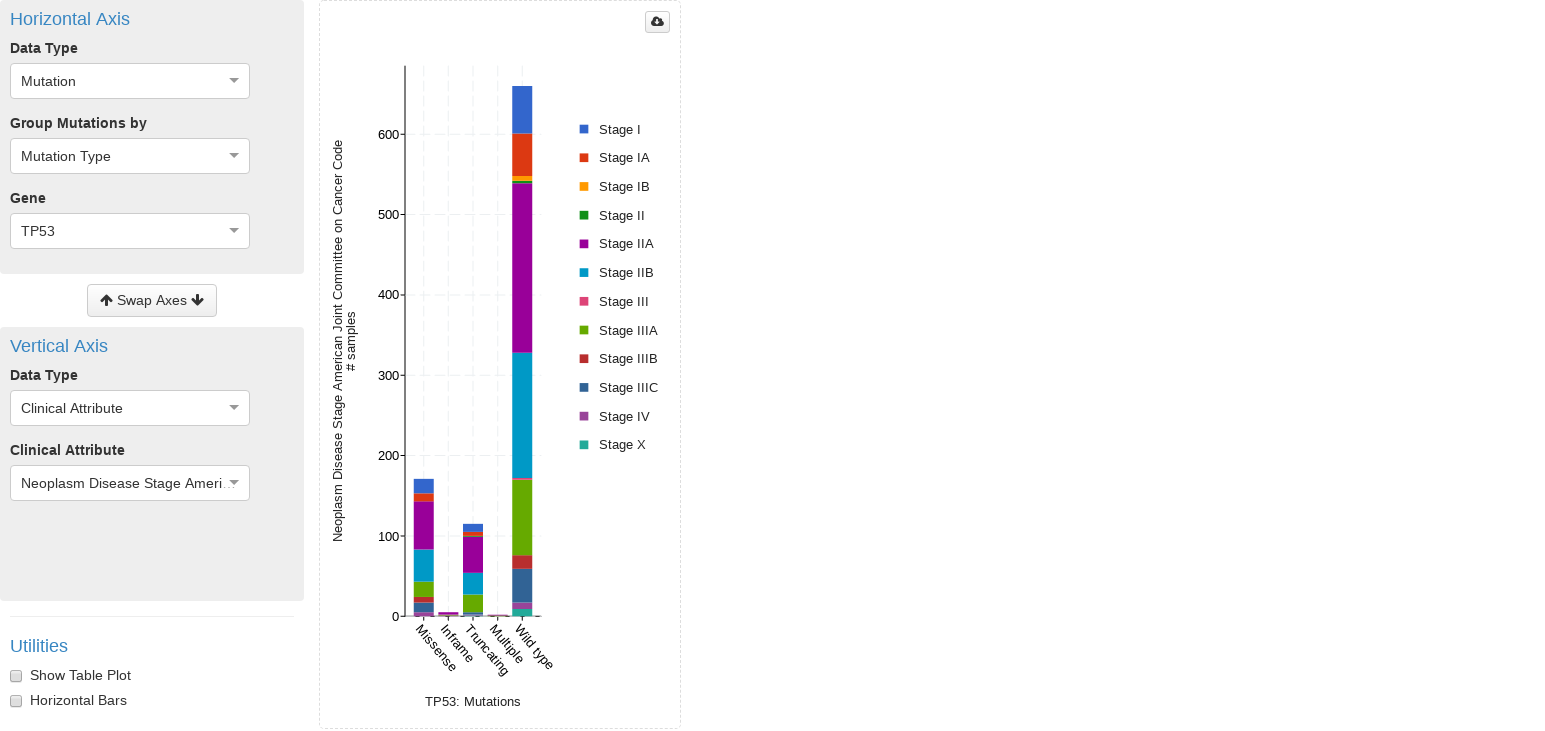 Horizontal Axis
Data Type
Mutation
Group Mutations by
Mutation Type
Gene
TP53
Swap Axes
Vertical Axis
Data Type
Clinical Attribute
Clinical Attribute
Neoplasm Disease Stage Ameri...
Utilities
Show Table Plot
Horizontal Bars
Neoplasm Disease Stage American Joint Committee on Cancer Code
# samples
600
500
400
300
200
100
0
Missense
Inframe
Truncating
Multiple
Wild type
TP53: Mutations
Stage I
Stage IA
Stage IB
Stage II
Stage IIA
Stage IIB
Stage III
Stage IIIA
Stage IIIB
Stage IIIC
Stage IV
Stage X